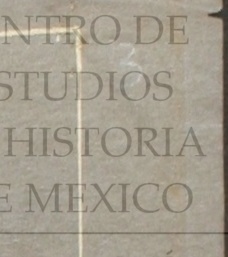 NTRO DE
STUDIOS
HISTORIA
E MEXICO